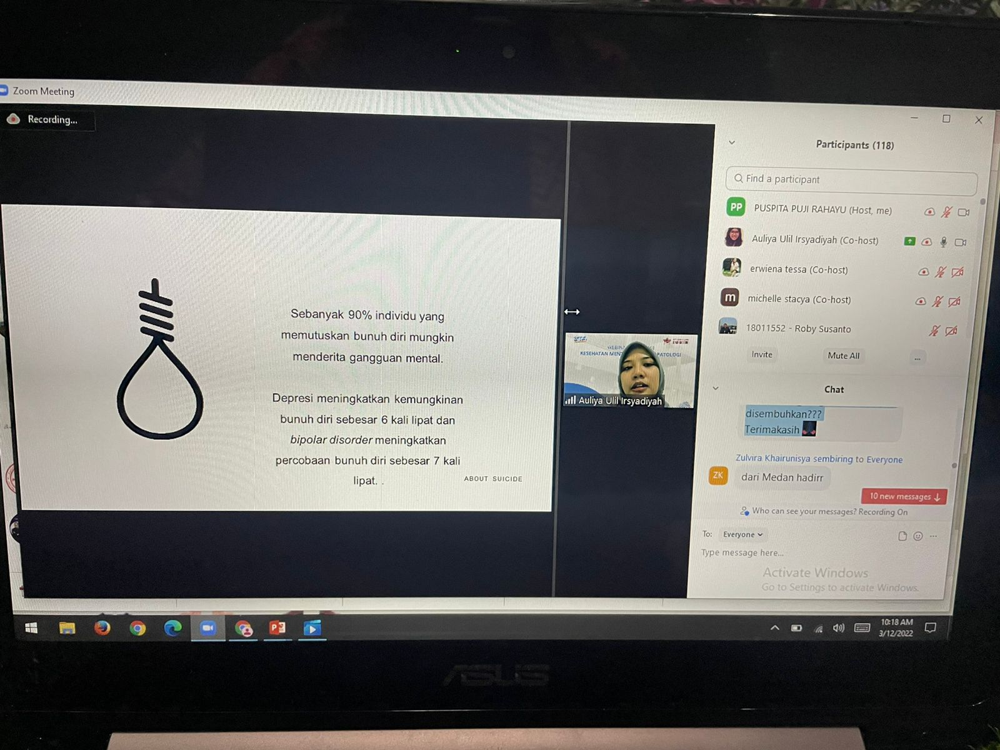 Zoom Meeting
Recording...
Sebanyak 90% individu yang
memutuskan bunuh diri mungkin
menderita gangguan mental.
Depresi meningkatkan kemungkinan
bunuh diri sebesar 6 kali lipat dan
bipolar disorder meningkatkan
percobaan bunuh diri sebesar 7 kali
lipat. .
ABOUT SUICIDE
KESEHATAN MEN
PATOLOGI
Auliya Ulil Irsyadiyah
Participants (118)
Find a participant
PP PUSPITA PUJI RAHAYU (Host, me)
Auliya Ulil Irsyadiyah (Co-host)
erwiena tessa (Co-host)
m michelle stacya (Co-host)
18011552 - Roby Susanto
Invite
Mute All
...
Chat
disembuhkan???
Terimakasih
Zulvira Khairunisya sembiring to Everyone
ZK dari Medan hadirr
10 new messages
Who can see your messages? Recording On
To: Everyone
Type message here...
Activate Windows
Go to Settings to activate Windows.
10:18 AM
3/12/2022
ASUS